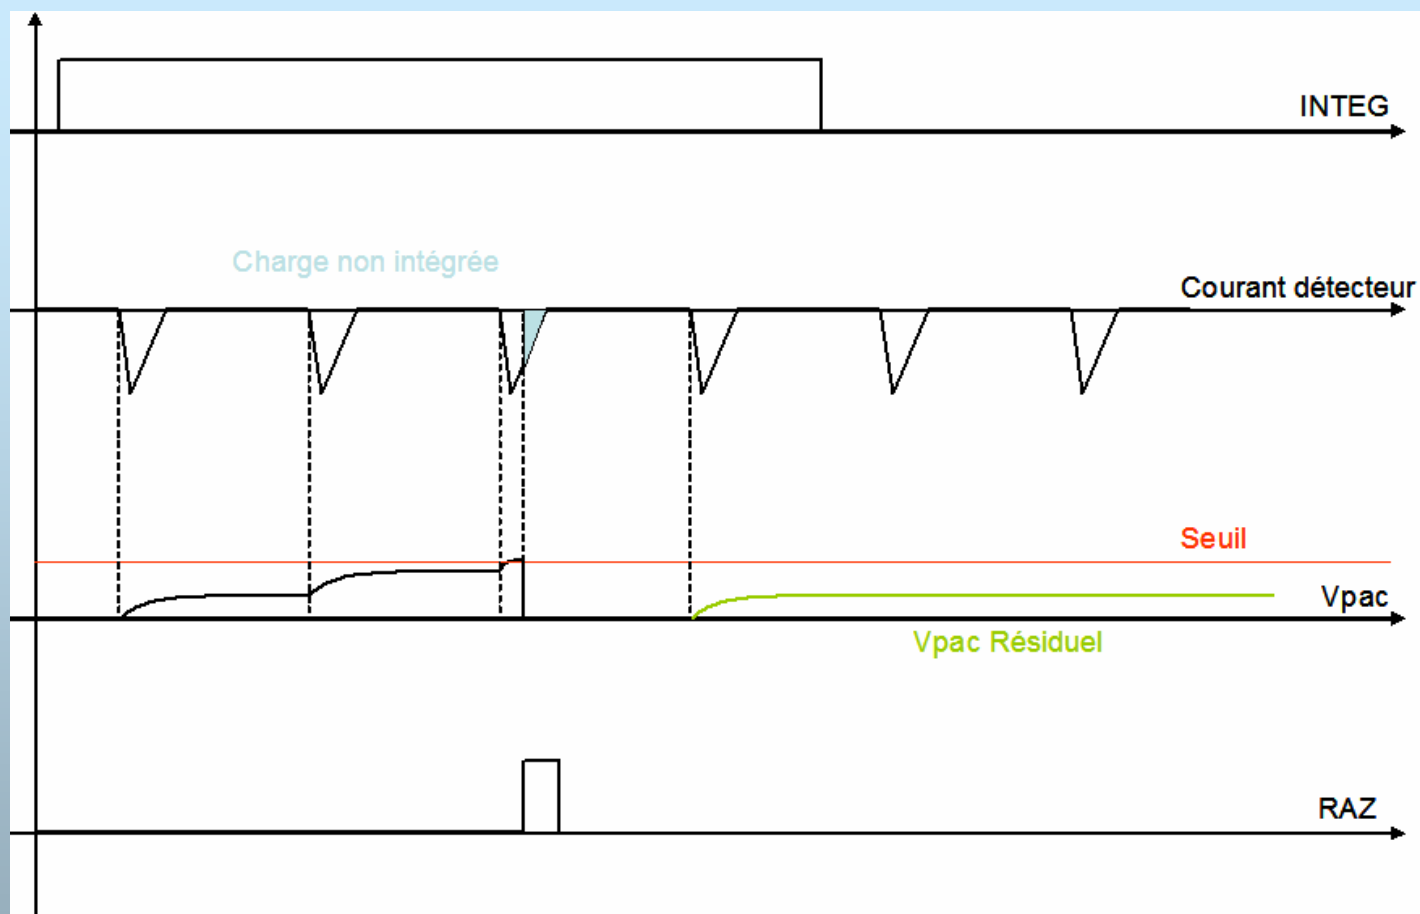 INTEG
Charge non intégrée
Courant détecteur
Seuil
Vpac
Vpac Résiduel
RAZ